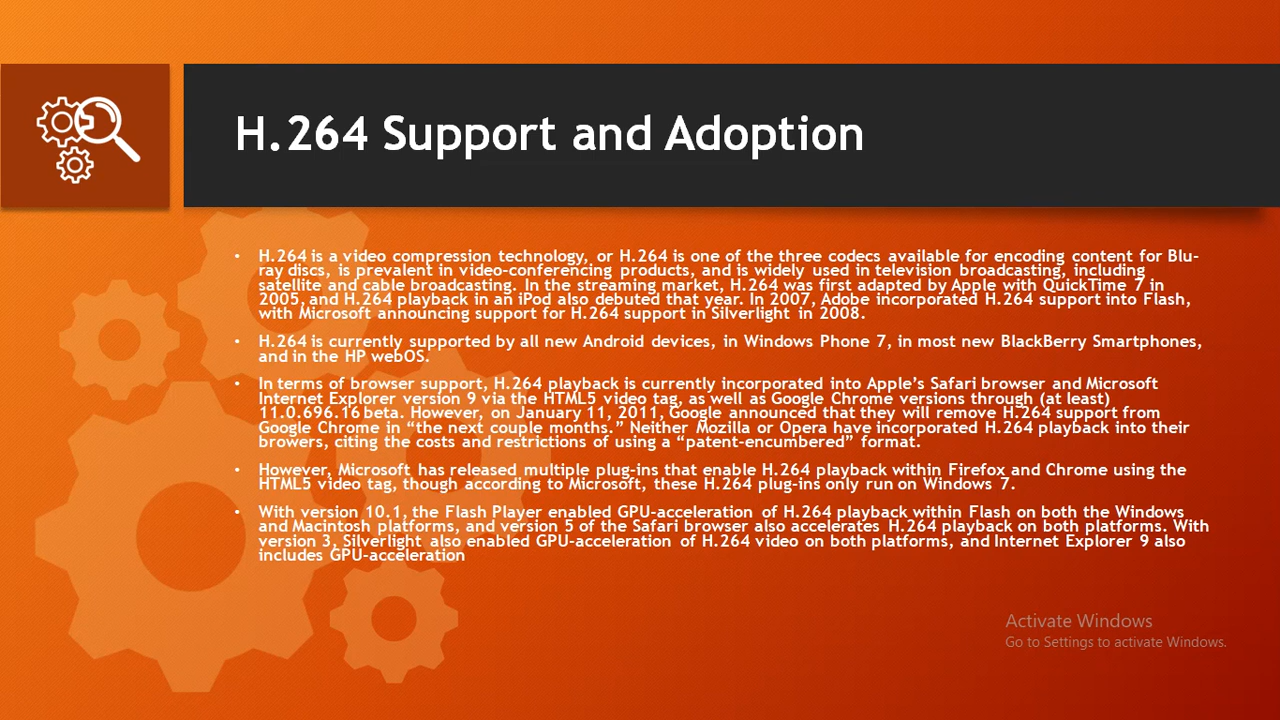 H.264 Support and Adoption
• H.264 is a video compression technology, or H.264 is one of the three codecs available for encoding content for Blu-
ray discs, is prevalent in video-conferencing products, and is widely used in television broadcasting, including
satellite and cable broadcasting. In the streaming market, H.264 was first adapted by Apple with QuickTime 7 in
2005, and H.264 playback in an iPod also debuted that year. In 2007, Adobe incorporated H.264 support into Flash,
with Microsoft announcing support for H.264 support in Silverlight in 2008.
• H.264 is currently supported by all new Android devices, in Windows Phone 7, in most new BlackBerry Smartphones,
and in the HP webOS.
• In terms of browser support, H.264 playback is currently incorporated into Apple’s Safari browser and Microsoft
Internet Explorer version 9 via the HTML5 video tag, as well as Google Chrome versions through (at least)
11.0.696.16 beta. However, on January 11, 2011, Google announced that they will remove H.264 support from
Google Chrome in “the next couple months.” Neither Mozilla or Opera have incorporated H.264 playback into their
browers, citing the costs and restrictions of using a “patent-encumbered” format.
• However, Microsoft has released multiple plug-ins that enable H.264 playback within Firefox and Chrome using the
HTML5 video tag, though according to Microsoft, these H.264 plug-ins only run on Windows 7.
• With version 10.1, the Flash Player enabled GPU-acceleration of H.264 playback within Flash on both the Windows
and Macintosh platforms, and version 5 of the Safari browser also accelerates H.264 playback on both platforms. With
version 3, Silverlight also enabled GPU-acceleration of H.264 video on both platforms, and Internet Explorer 9 also
includes GPU-acceleration
Activate Windows
Go to Settings to activate Windows.